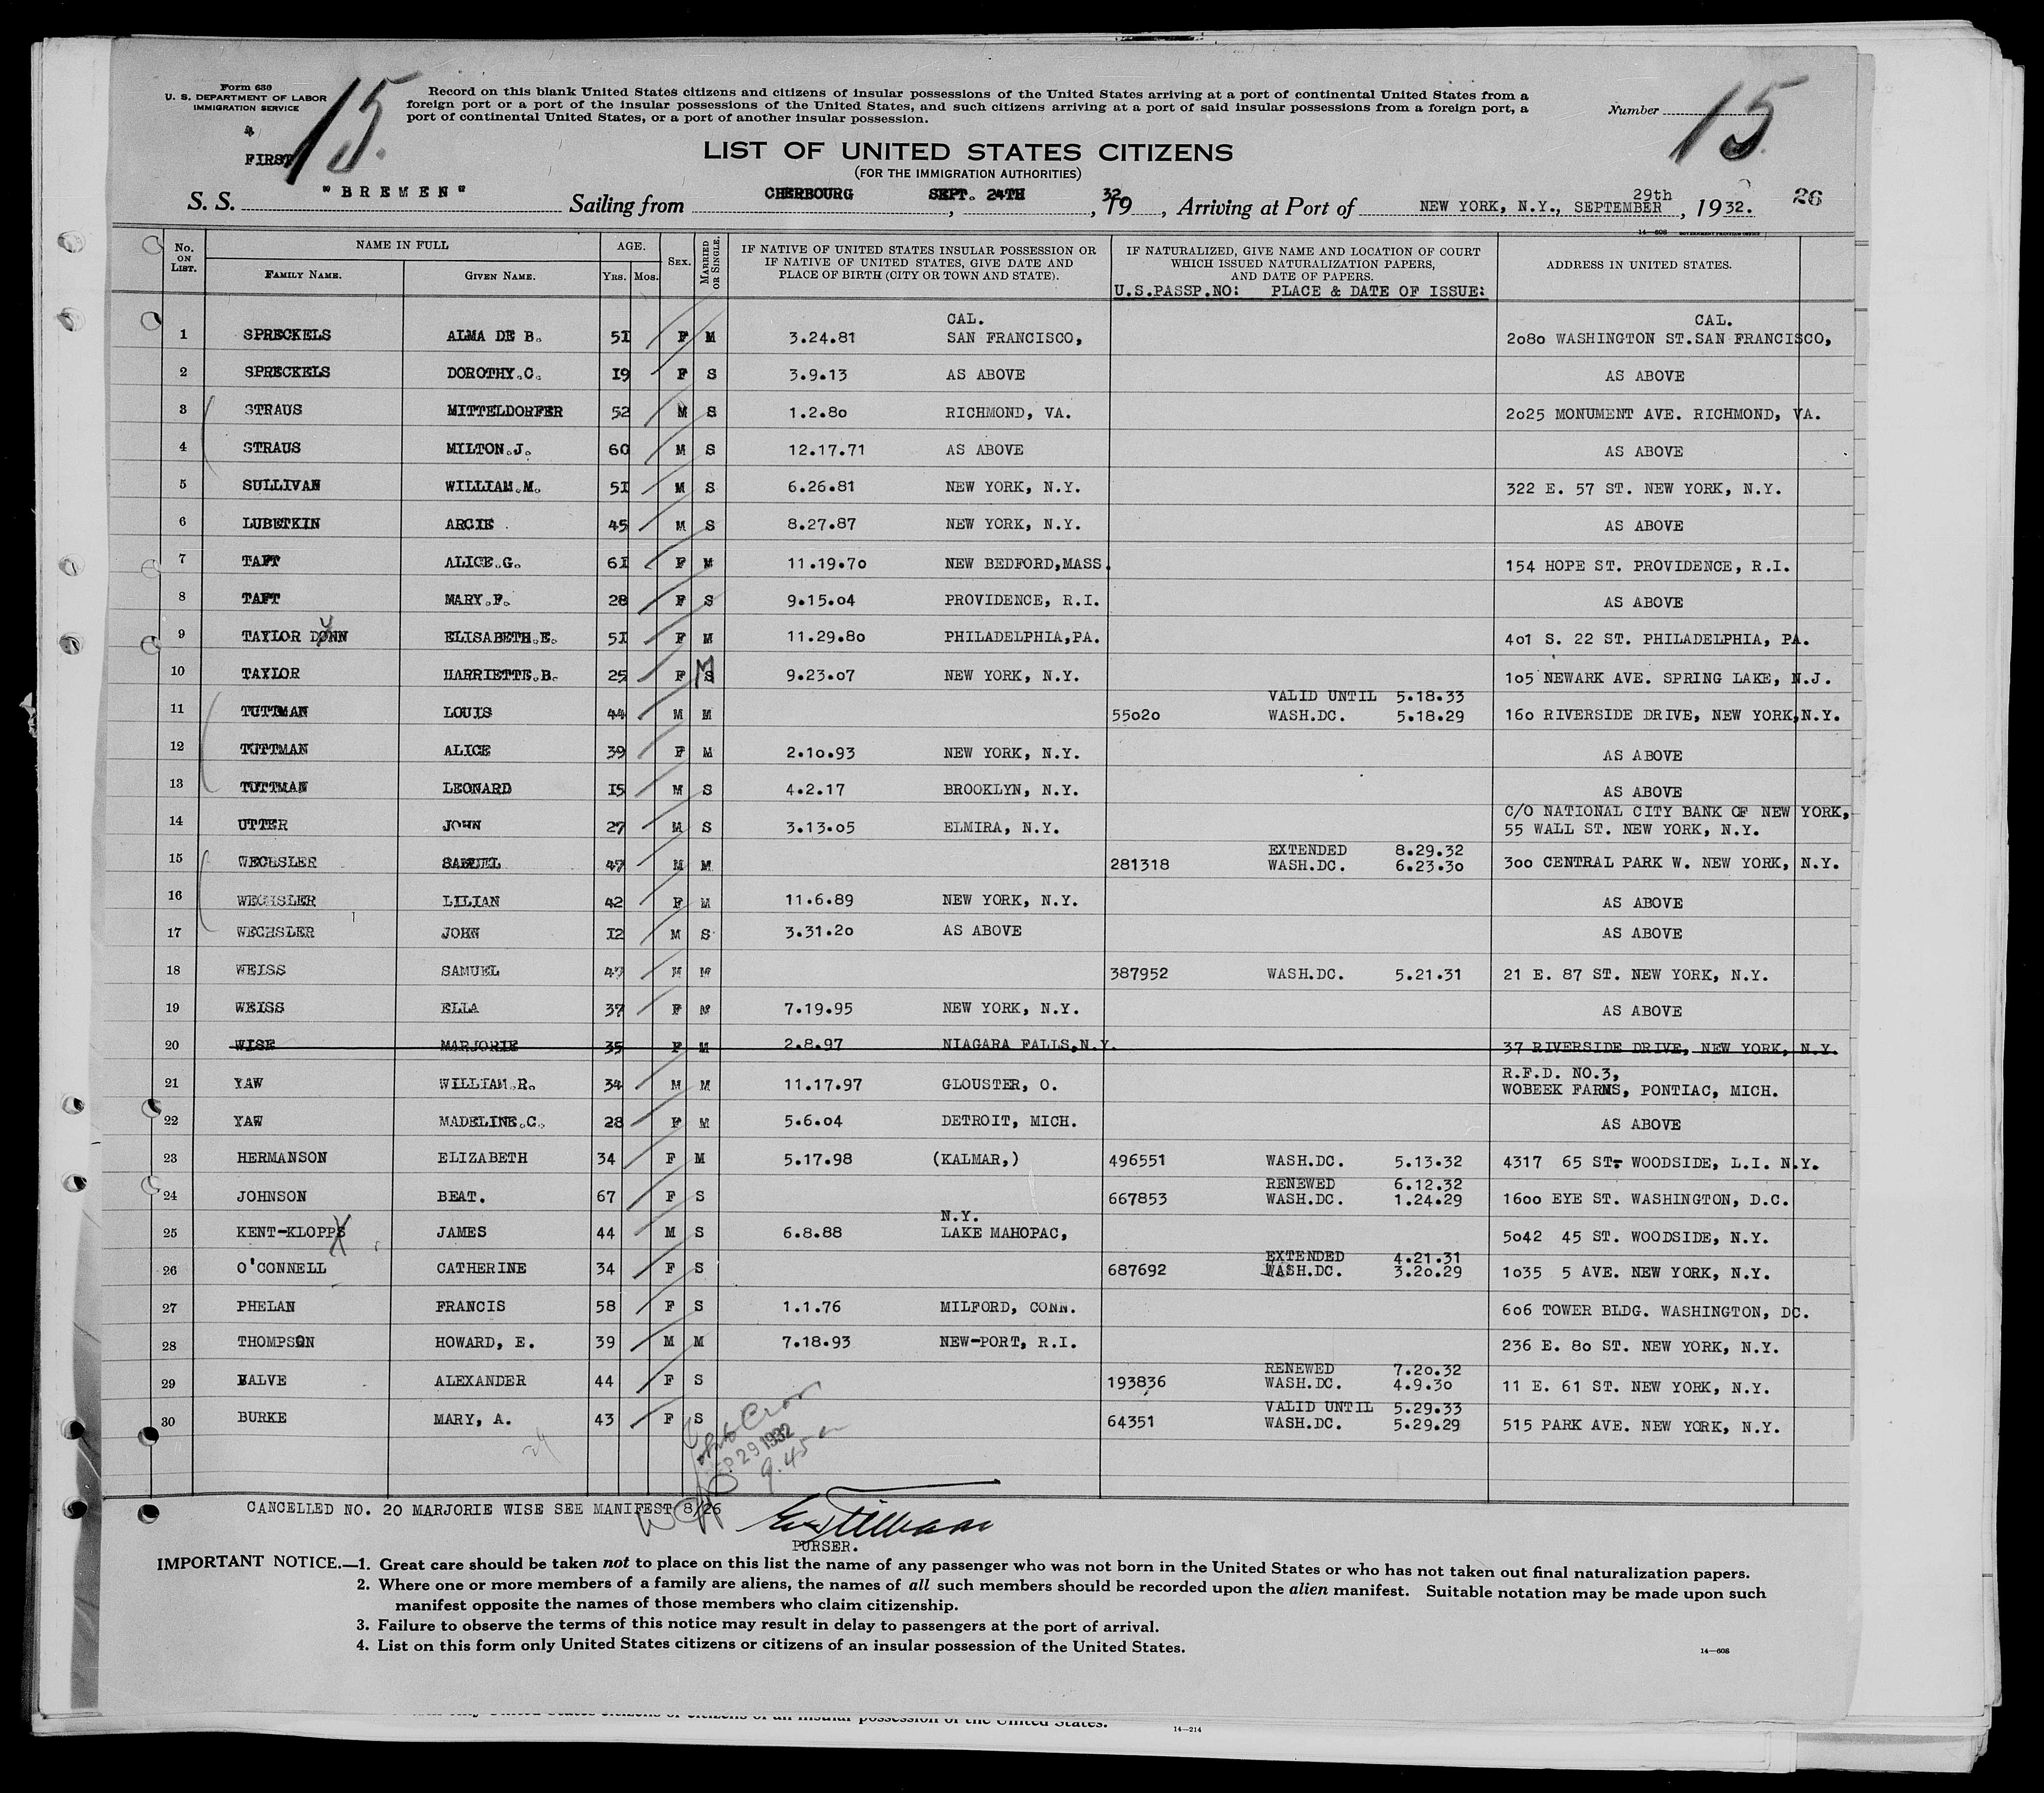 Form 630
U. S. DEPARTMENT OF LABOR
IMMIGRATION SERVICE
4
FIRST
15.
Record on this blank United States citizens and citizens of insular possessions of the United States arriving at a port of continental United States from a
foreign port or a port of the insular possessions of the United States, and such citizens arriving at a port of said insular possessions from a foreign port, a
port of continental United States, or a port of another insular possession.
Number 15
LIST OF UNITED STATES CITIZENS
(FOR THE IMMIGRATION AUTHORITIES)
S. S. "BREMEN" Sailing from CHERBOURG, SEPT. 24TH, 19 32, Arriving at Port of NEW YORK, N.Y., SEPTEMBER 29th, 1932. 26
14—608 GOVERNMENT PRINTING OFFICE
No. ON LIST. NAME IN FULL AGE. SEX. MARRIED OR SINGLE. IF NATIVE OF UNITED STATES INSULAR POSSESSION OR IF NATIVE OF UNITED STATES, GIVE DATE AND PLACE OF BIRTH (CITY OR TOWN AND STATE). IF NATURALIZED, GIVE NAME AND LOCATION OF COURT WHICH ISSUED NATURALIZATION PAPERS, AND DATE OF PAPERS. ADDRESS IN UNITED STATES.
FAMILY NAME. GIVEN NAME. YRS. MOS. U.S.PASSP.NO: PLACE & DATE OF ISSUE:
CAL. CAL.
1 SPRECKELS ALMA DE B. 51 F M 3.24.81 SAN FRANCISCO, 2080 WASHINGTON ST.SAN FRANCISCO,
2 SPRECKELS DOROTHY.C. 19 F S 3.9.13 AS ABOVE AS ABOVE
3 STRAUS MITTELDORFER 52 M S 1.2.80 RICHMOND, VA. 2025 MONUMENT AVE. RICHMOND, VA.
4 STRAUS MILTON.J. 60 M S 12.17.71 AS ABOVE AS ABOVE
5 SULLIVAN WILLIAM.M. 51 M S 6.26.81 NEW YORK, N.Y. 322 E. 57 ST. NEW YORK, N.Y.
6 LUBETKIN ARCIE 45 M S 8.27.87 NEW YORK, N.Y. AS ABOVE
7 TAFT ALICE.G. 61 F M 11.19.70 NEW BEDFORD,MASS. 154 HOPE ST. PROVIDENCE, R.I.
8 TAFT MARY.F. 28 F S 9.15.04 PROVIDENCE, R.I. AS ABOVE
9 TAYLOR DONN ELISABETH.E. 51 F M 11.29.80 PHILADELPHIA,PA. 401 S. 22 ST. PHILADELPHIA, PA.
10 TAYLOR HARRIETTE.B. 25 F S M 9.23.07 NEW YORK, N.Y. 105 NEWARK AVE. SPRING LAKE, N.J.
VALID UNTIL 5.18.33
11 TUTTMAN LOUIS 44 M M 55020 WASH.DC. 5.18.29 160 RIVERSIDE DRIVE, NEW YORK,N.Y.
12 TUTTMAN ALICE 39 F M 2.10.93 NEW YORK, N.Y. AS ABOVE
13 TUTTMAN LEONARD 15 M S 4.2.17 BROOKLYN, N.Y. AS ABOVE
C/O NATIONAL CITY BANK OF NEW YORK,
14 UTTER JOHN 27 M S 3.13.05 ELMIRA, N.Y. 55 WALL ST. NEW YORK, N.Y.
EXTENDED 8.29.32
15 WECHSLER SAMUEL 47 M M 281318 WASH.DC. 6.23.30 300 CENTRAL PARK W. NEW YORK, N.Y.
16 WECHSLER LILIAN 42 F M 11.6.89 NEW YORK, N.Y. AS ABOVE
17 WECHSLER JOHN 12 M S 3.31.20 AS ABOVE AS ABOVE
18 WEISS SAMUEL 47 M M 387952 WASH.DC. 5.21.31 21 E. 87 ST. NEW YORK, N.Y.
19 WEISS ELLA 37 F M 7.19.95 NEW YORK, N.Y. AS ABOVE
20 WISE MARJORIE 35 F M 2.8.97 NIAGARA FALLS,N.Y. 37 RIVERSIDE DRIVE, NEW YORK, N.Y.
R.F.D. NO.3,
21 YAW WILLIAM.R. 34 M M 11.17.97 GLOUSTER, O. WOBEEK FARMS, PONTIAC, MICH.
22 YAW MADELINE.C. 28 F M 5.6.04 DETROIT, MICH. AS ABOVE
23 HERMANSON ELIZABETH 34 F M 5.17.98 (KALMAR,) 496551 WASH.DC. 5.13.32 4317 65 ST. WOODSIDE, L.I. N.Y.
RENEWED 6.12.32
24 JOHNSON BEAT. 67 F S 667853 WASH.DC. 1.24.29 1600 EYE ST. WASHINGTON, D.C.
N.Y.
25 KENT-KLOPPS JAMES 44 M S 6.8.88 LAKE MAHOPAC, 5042 45 ST. WOODSIDE, N.Y.
EXTENDED 4.21.31
26 O'CONNELL CATHERINE 34 F S 687692 WASH.DC. 3.20.29 1035 5 AVE. NEW YORK, N.Y.
27 PHELAN FRANCIS 58 F S 1.1.76 MILFORD, CONN. 606 TOWER BLDG. WASHINGTON, DC.
28 THOMPSON HOWARD, E. 39 M M 7.18.93 NEW-PORT, R.I. 236 E. 80 ST. NEW YORK, N.Y.
RENEWED 7.20.32
29 BALVE ALEXANDER 44 F S 193836 WASH.DC. 4.9.30 11 E. 61 ST. NEW YORK, N.Y.
VALID UNTIL 5.29.33
30 BURKE MARY, A. 43 F S 64351 WASH.DC. 5.29.29 515 PARK AVE. NEW YORK, N.Y.
SEP 29 1932
9.45
CANCELLED NO. 20 MARJORIE WISE SEE MANIFEST 8/26
PURSER.
IMPORTANT NOTICE.—1. Great care should be taken not to place on this list the name of any passenger who was not born in the United States or who has not taken out final naturalization papers.
2. Where one or more members of a family are aliens, the names of all such members should be recorded upon the alien manifest. Suitable notation may be made upon such
manifest opposite the names of those members who claim citizenship.
3. Failure to observe the terms of this notice may result in delay to passengers at the port of arrival.
4. List on this form only United States citizens or citizens of an insular possession of the United States.
14—608
citizens of an insular possession of the United States.
14—214